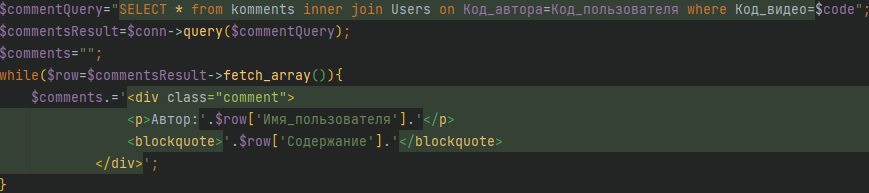 $commentQuery="SELECT * from komments inner join Users on Код_автора=Код_пользователя where Код_видео=$code";
$commentsResult=$conn->query($commentQuery);
$comments="";
while($row=$commentsResult->fetch_array()){
$comments.='<div class="comment">
<p>Автор:'.$row['Имя_пользователя'].'</p>
<blockquote>'.$row['Содержание'].'</blockquote>
</div>';
}